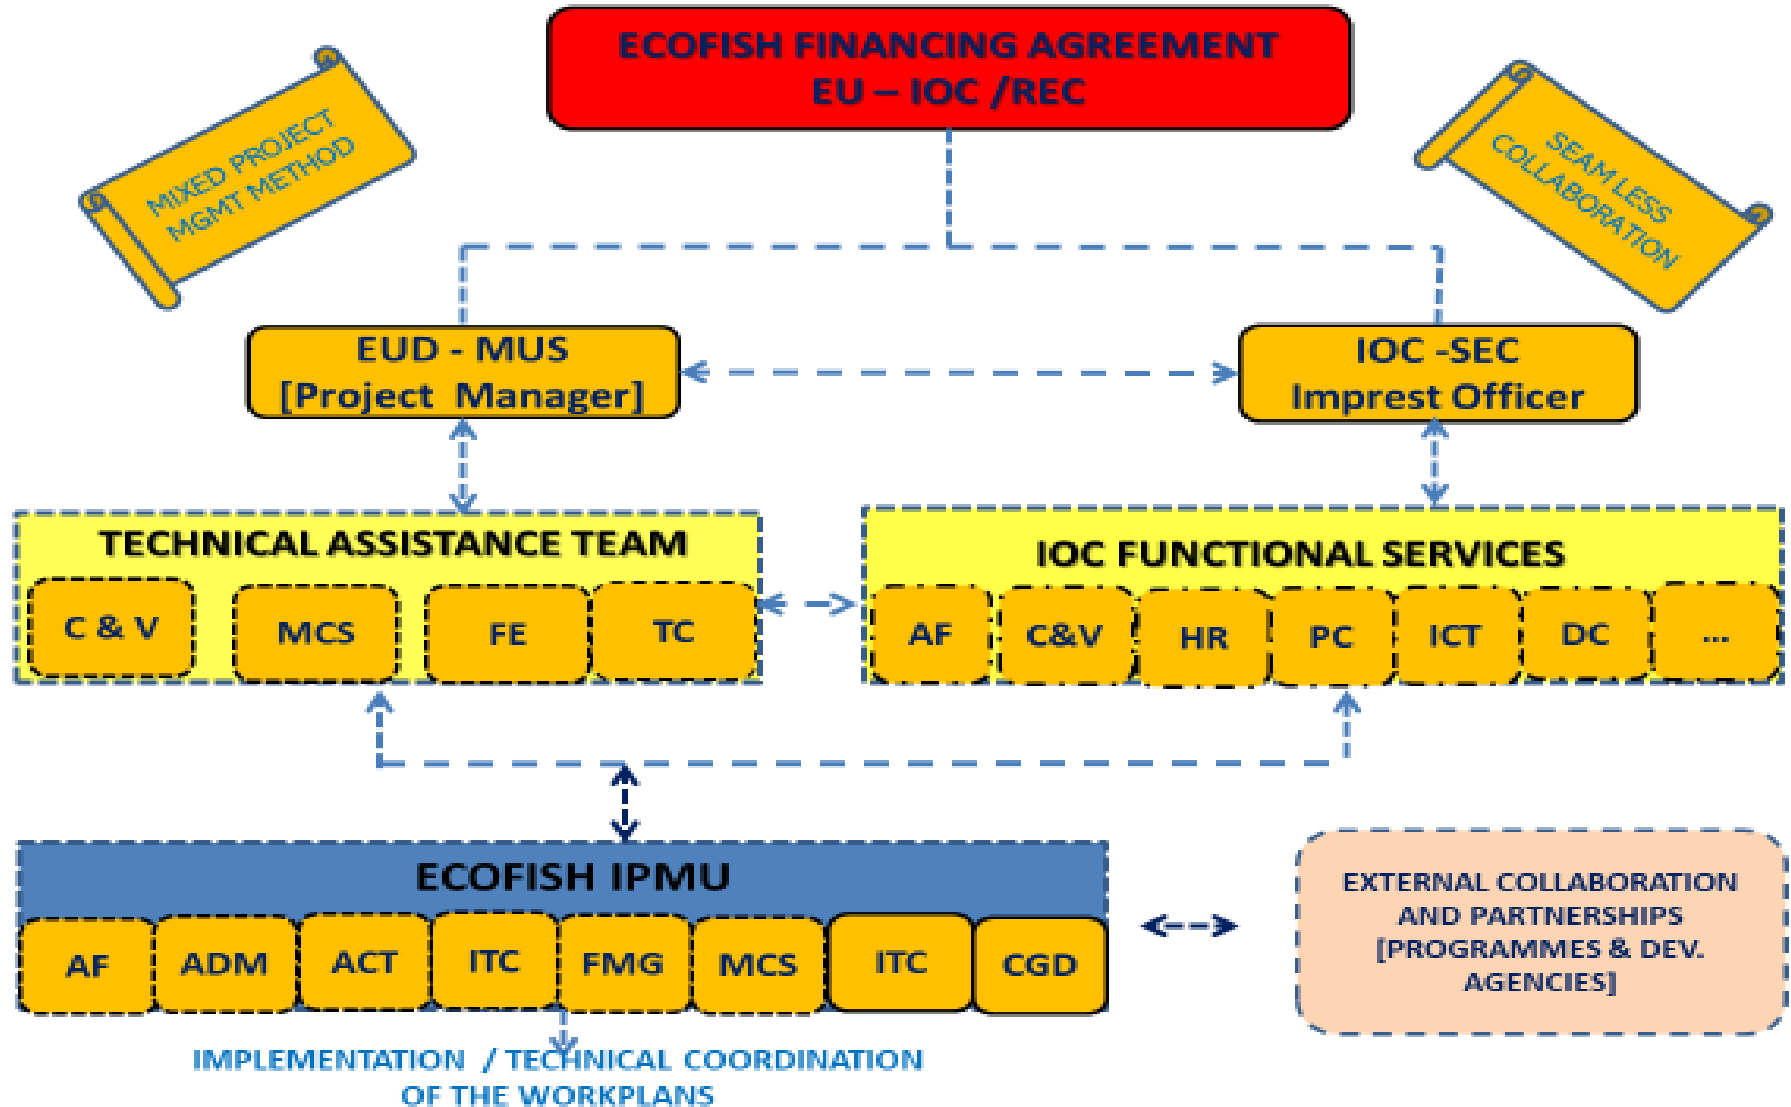 ECOFISH FINANCING AGREEMENT
EU – IOC /REC
MIXED PROJECT
MGMT METHOD
SEAM LESS
COLLABORATION
EUD - MUS
[Project Manager]
IOC -SEC
Imprest Officer
TECHNICAL ASSISTANCE TEAM
C & V
MCS
FE
TC
IOC FUNCTIONAL SERVICES
AF
C&V
HR
PC
ICT
DC
...
ECOFISH IPMU
AF
ADM
ACT
ITC
FMG
MCS
ITC
CGD
EXTERNAL COLLABORATION
AND PARTNERSHIPS
[PROGRAMMES & DEV.
AGENCIES]
IMPLEMENTATION / TECHNICAL COORDINATION
OF THE WORKPLANS